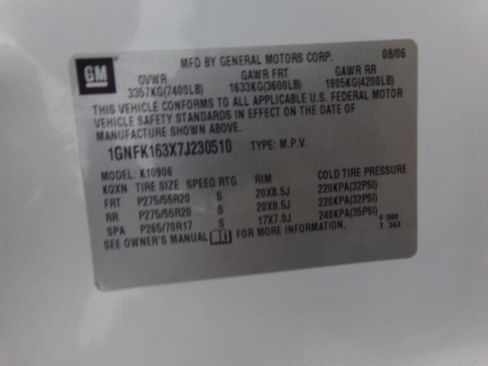 GM MFD BY GENERAL MOTORS CORP. 08/06
GVWR GAWR FRT GAWR RR
3357KG(7400LB) 1633KG(3600LB) 1905KG(4200LB)
THIS VEHICLE CONFORMS TO ALL APPLICABLE U.S. FEDERAL MOTOR
VEHICLE SAFETY STANDARDS IN EFFECT ON THE DATE OF
MANUFACTURE SHOWN ABOVE.
1GNFK163X7J230510 TYPE: M.P.V.
MODEL: K10906
KQXN TIRE SIZE SPEED RTG RIM COLD TIRE PRESSURE
FRT P275/55R20 S 20X8.5J 220KPA(32PSI)
RR P275/55R20 S 20X8.5J 220KPA(32PSI)
SPA P265/70R17 S 17X7.0J 240KPA(35PSI)
SEE OWNER'S MANUAL FOR MORE INFORMATION. F 366
T 363